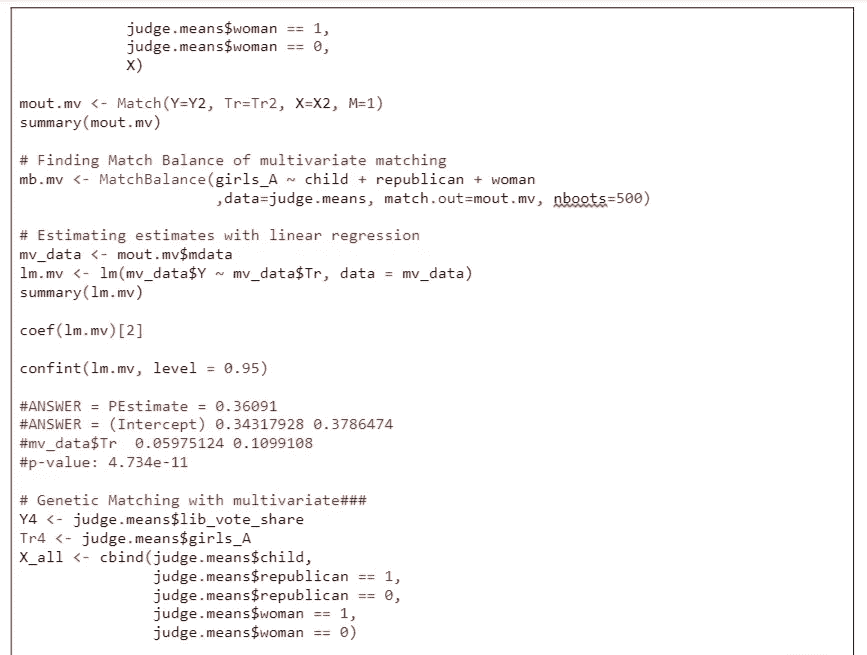 judge.means$woman == 1,
judge.means$woman == 0,
X)
mout.mv <- Match(Y=Y2, Tr=Tr2, X=X2, M=1)
summary(mout.mv)
# Finding Match Balance of multivariate matching
mb.mv <- MatchBalance(girls_A ~ child + republican + woman
,data=judge.means, match.out=mout.mv, nboots=500)
# Estimating estimates with linear regression
mv_data <- mout.mv$mdata
lm.mv <- lm(mv_data$Y ~ mv_data$Tr, data = mv_data)
summary(lm.mv)
coef(lm.mv)[2]
confint(lm.mv, level = 0.95)
#ANSWER = PEstimate = 0.36091
#ANSWER = (Intercept) 0.34317928 0.3786474
#mv_data$Tr  0.05975124 0.1099108
#p-value: 4.734e-11
# Genetic Matching with multivariate###
Y4 <- judge.means$lib_vote_share
Tr4 <- judge.means$girls_A
X_all <- cbind(judge.means$child,
judge.means$republican == 1,
judge.means$republican == 0,
judge.means$woman == 1,
judge.means$woman == 0)